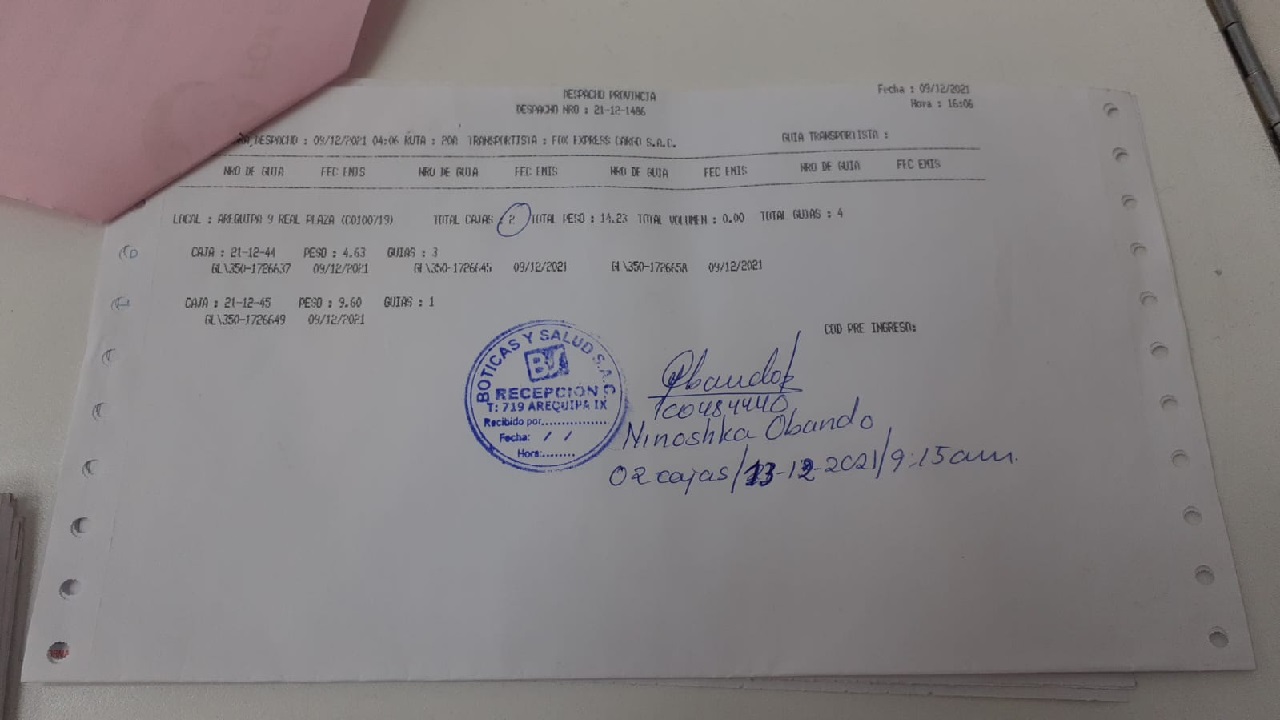 DESPACHO PROVINCIA
Fecha : 09/12/2021
DESPACHO NRO : 21-12-1486
Hora : 16:06
DESPACHO : 09/12/2021 04:06 RUTA : 20A TRANSPORTISTA : FOX EXPRESS CARGO S.A.C. GUIA TRANSPORTISTA :
NRO DE GUIA FEC EMIS NRO DE GUIA FEC EMIS NRO DE GUIA FEC EMIS NRO DE GUIA FEC EMIS
LOCAL : AREQUIPA 9 REAL PLAZA (C0100719) TOTAL CAJAS : 2 TOTAL PESO : 14.23 TOTAL VOLUMEN : 0.00 TOTAL GUIAS : 4
CAJA : 21-12-44 PESO : 4.63 GUIAS : 3
GL\350-1726637 09/12/2021 GL\350-1726645 09/12/2021 GL\350-1726658 09/12/2021
CAJA : 21-12-45 PESO : 9.60 GUIAS : 1
GL\350-1726649 09/12/2021
COD PRE INGRESO:
BOTICAS Y SALUD S.A.C
RECEPCION
T: 719 AREQUIPA IX
Recibido por...............
Fecha: / /
Hora:........
Ninoshka Obando
02 cajas/13-12-2021/9:15am.